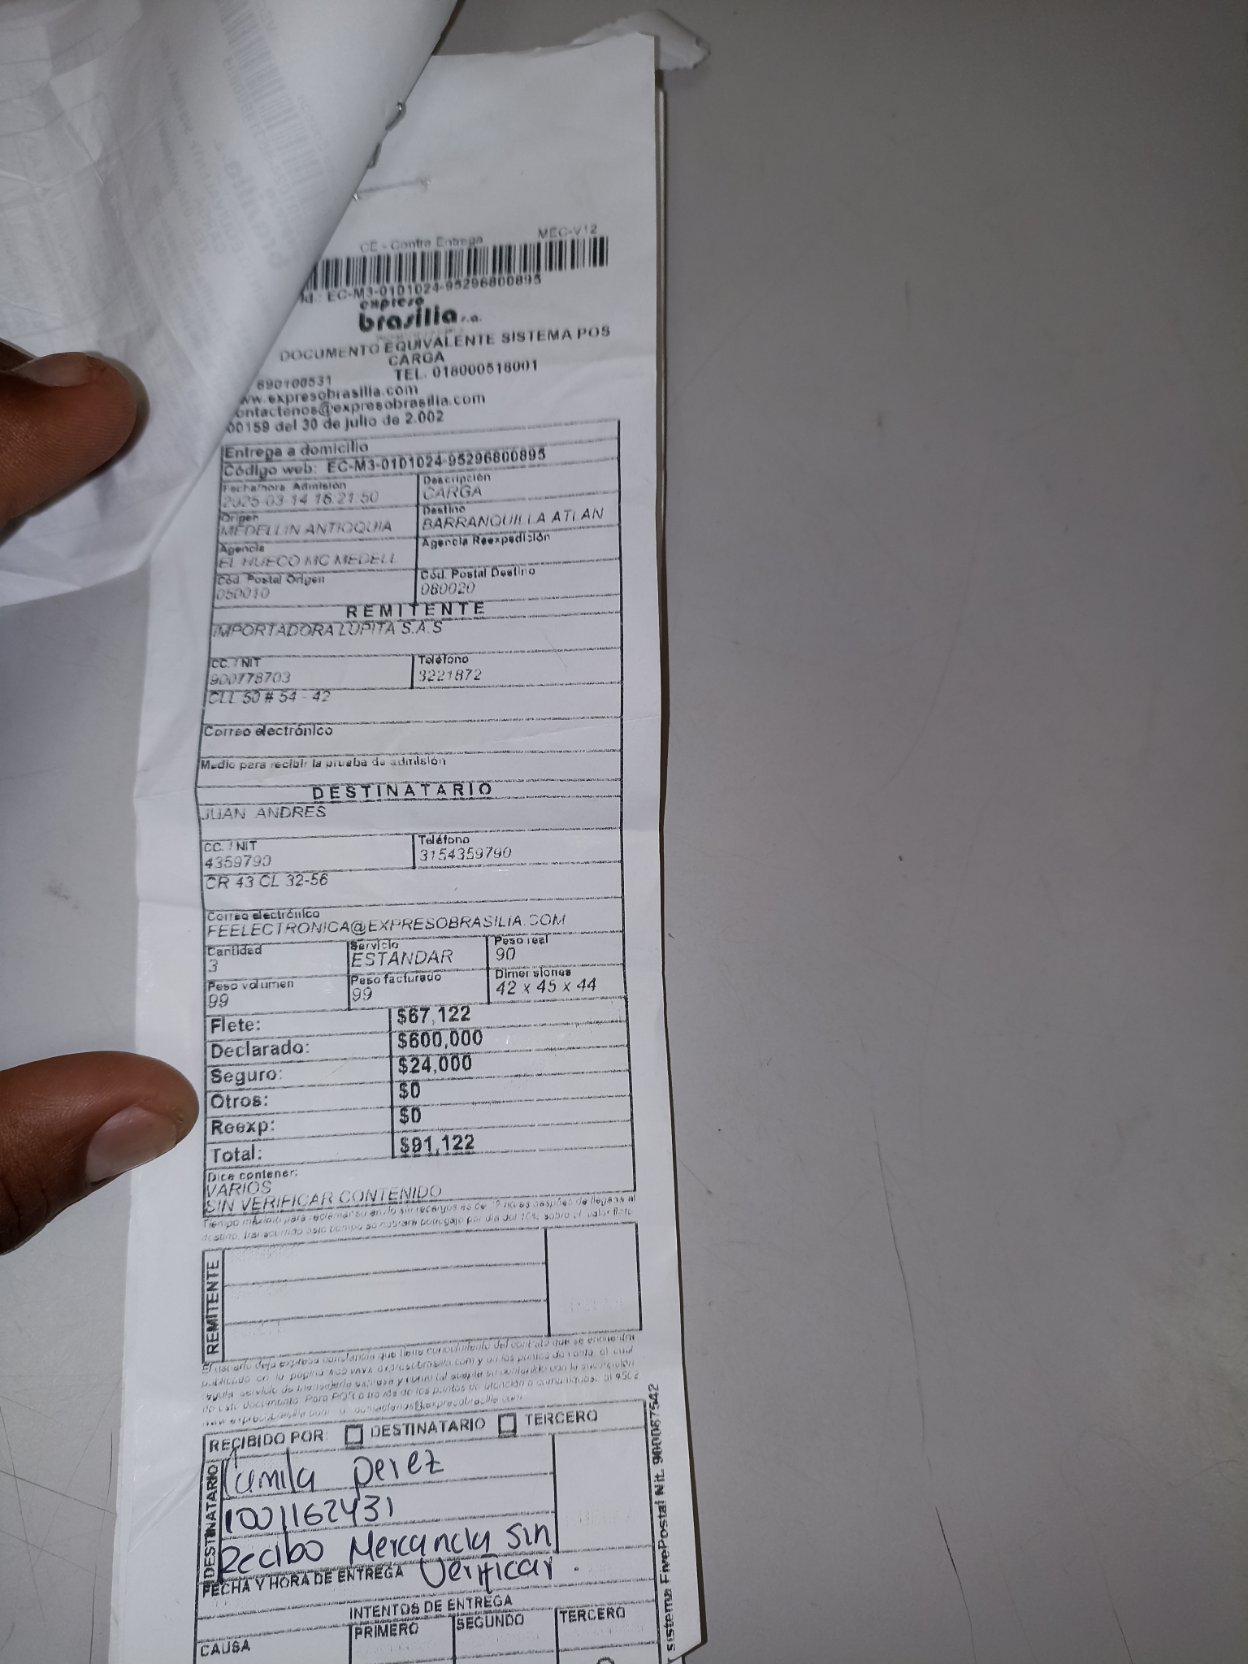 CE - Contra Entrega MEC-V12
Id.: EC-M3-0101024-95296800895
expreso
brasilia s.a.
DOCUMENTO EQUIVALENTE SISTEMA POS
CARGA
890100531 TEL. 018000518001
ww.expresobrasilia.com
ontactenos@expresobrasilia.com
00159 del 30 de julio de 2.002
Entrega a domicilio
Código web: EC-M3-0101024-95296800895
Fecha/hora Admisión Descripción
2025-03-14 16:21:50 CARGA
Origen Destino
MEDELLIN ANTIOQUIA BARRANQUILLA ATLAN
Agencia Agencia Reexpedición
EL HUECO MC MEDELL
Cód. Postal Origen Cód. Postal Destino
050010 080020
REMITENTE
IMPORTADORA LUPITA S.A.S
CC. / NIT Teléfono
900778703 3221872
CLL 50 # 54 - 42
Correo electrónico
Medio para recibir la prueba de admisión
DESTINATARIO
JUAN ANDRES
CC. / NIT Teléfono
4359790 3154359790
CR 43 CL 32-56
Correo electrónico
FEELECTRONICA@EXPRESOBRASILIA.COM
Cantidad Servicio Peso real
3 ESTANDAR 90
Peso volumen Peso facturado Dimensiones
99 99 42 x 45 x 44
Flete: $67,122
Declarado: $600,000
Seguro: $24,000
Otros: $0
Reexp: $0
Total: $91,122
Dice contener:
VARIOS
SIN VERIFICAR CONTENIDO
REMITENTE
RECIBIDO POR: DESTINATARIO TERCERO
DESTINATARIO
Camila perez
1001162431
Recibo Mercancia sin
verificar.
FECHA Y HORA DE ENTREGA
INTENTOS DE ENTREGA
CAUSA PRIMERO SEGUNDO TERCERO
sistema FivePostal Nit. 900087542